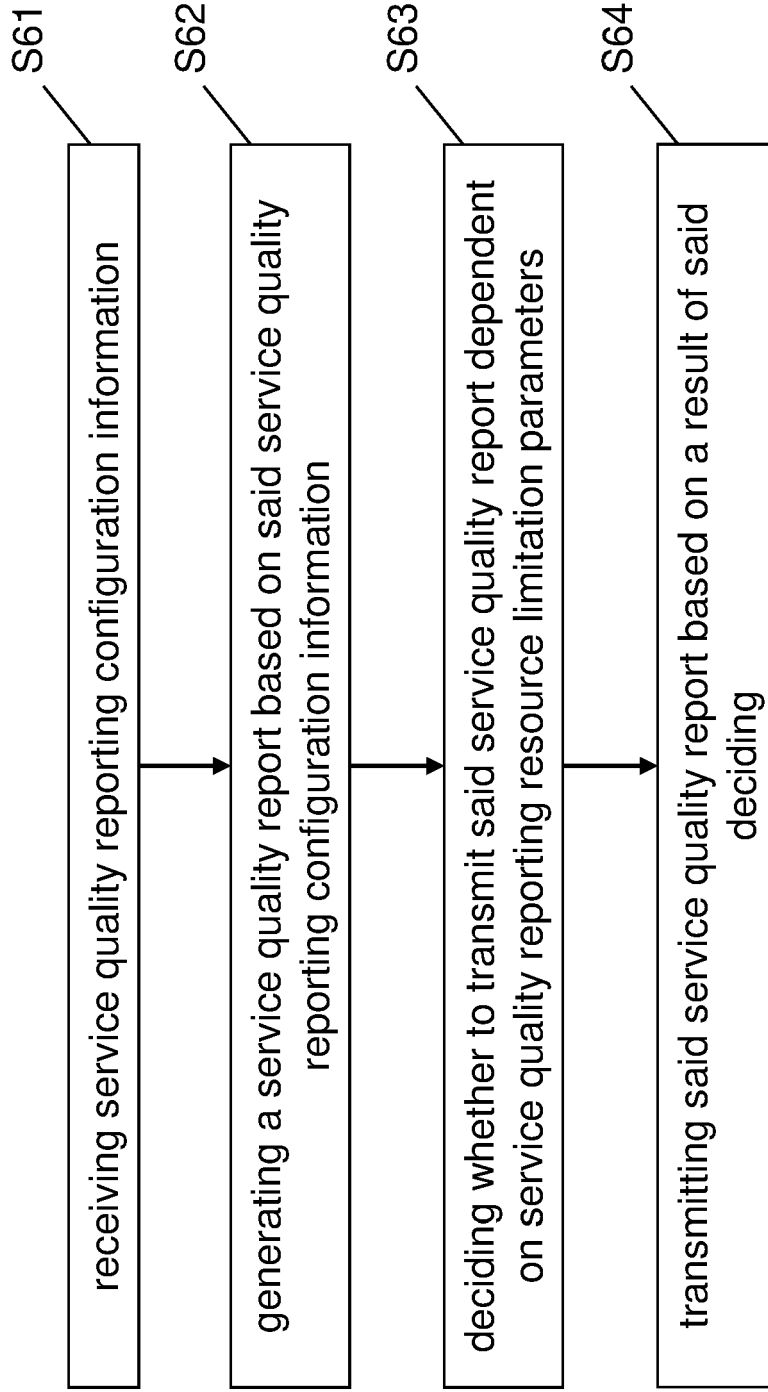 S61
receiving service quality reporting configuration information
S62
generating a service quality report based on said service quality
reporting configuration information
S63
deciding whether to transmit said service quality report dependent
on service quality reporting resource limitation parameters
S64
transmitting said service quality report based on a result of said
deciding